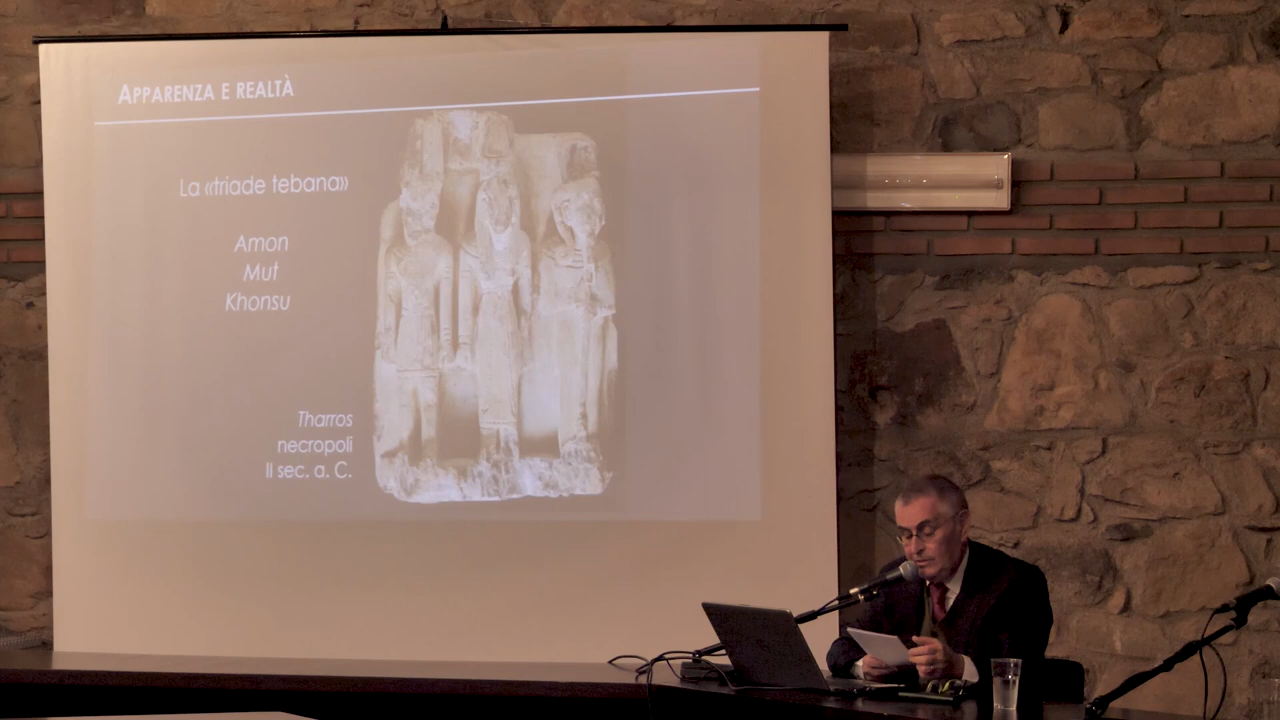 APPARENZA E REALTÀ
La «triade tebana»
Amon
Mut
Khonsu
Tharros
necropoli
II sec. a. C.